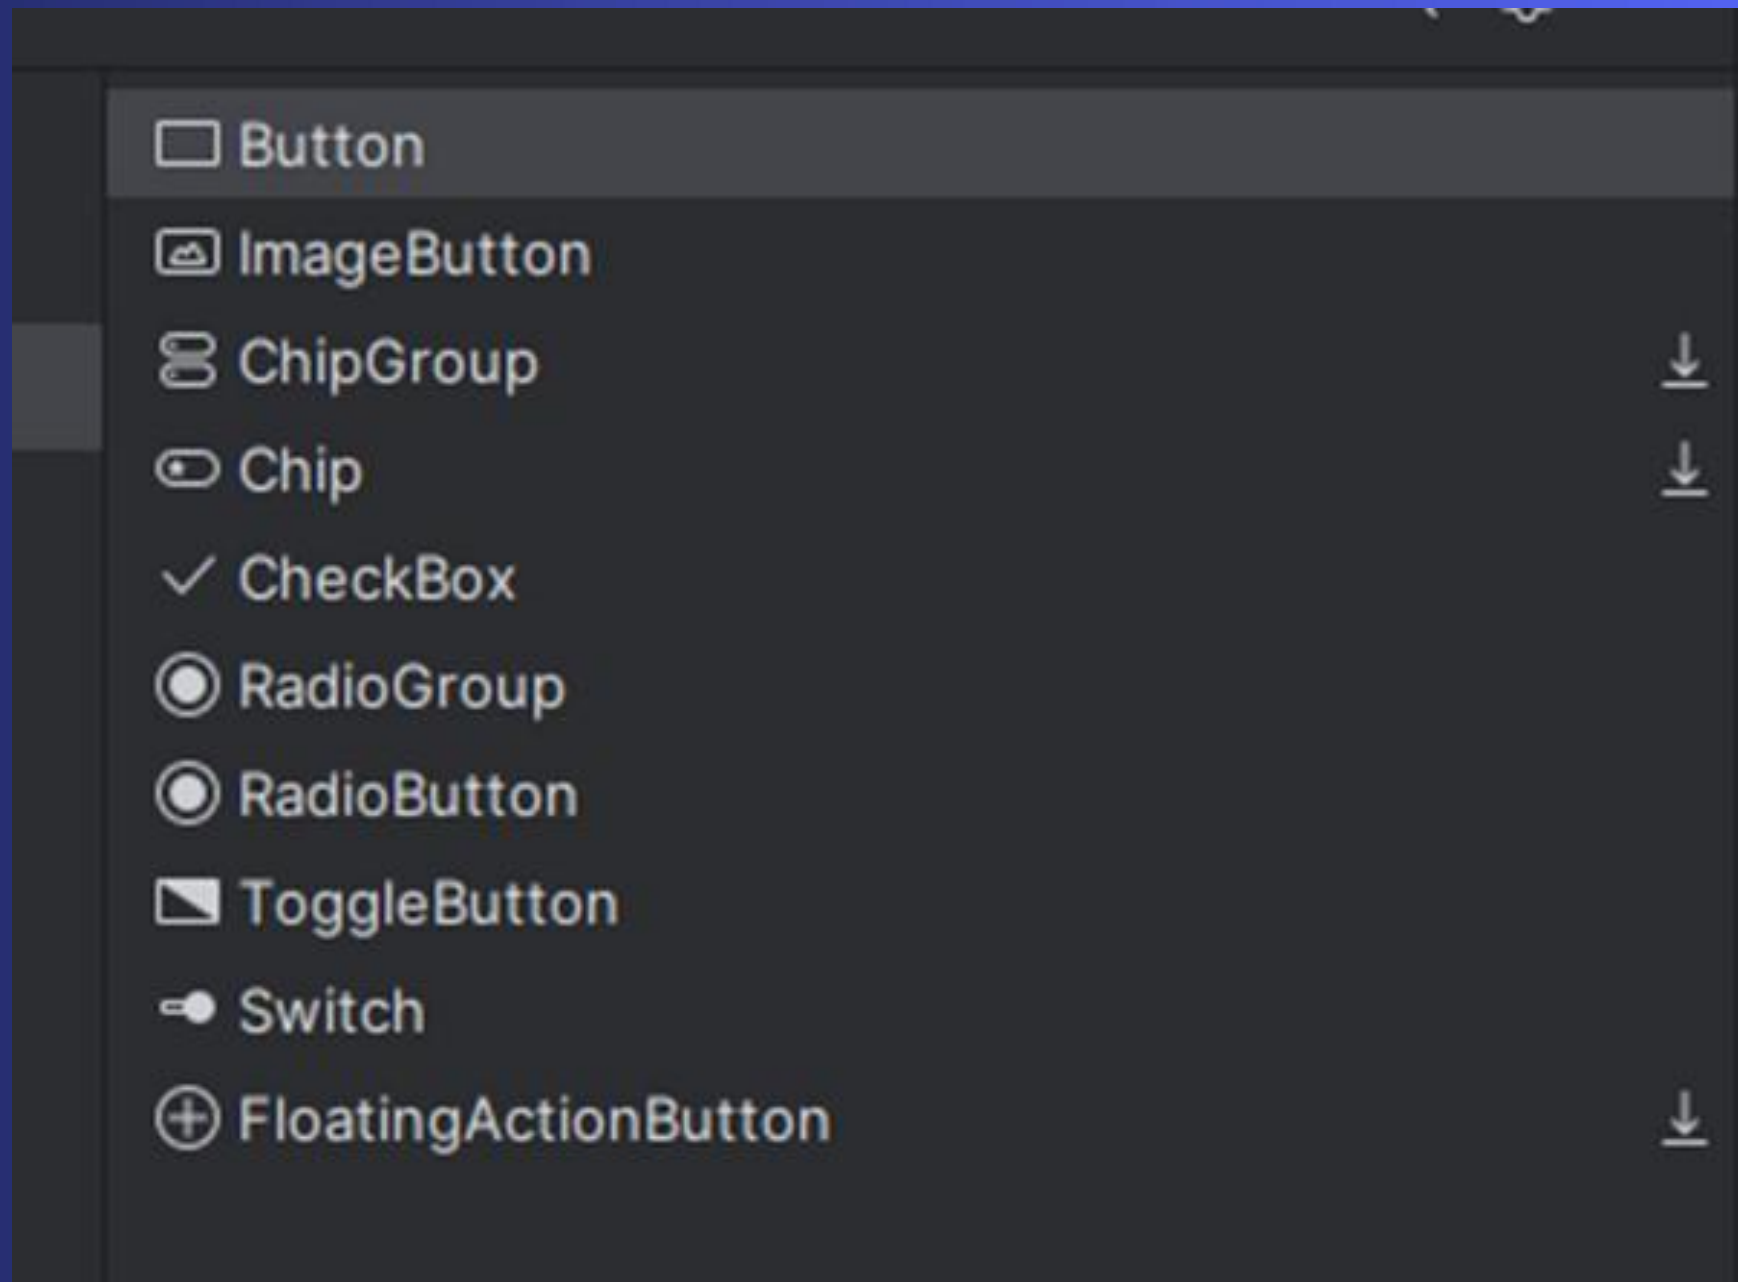 Button
ImageButton
ChipGroup
Chip
CheckBox
RadioGroup
RadioButton
ToggleButton
Switch
FloatingActionButton